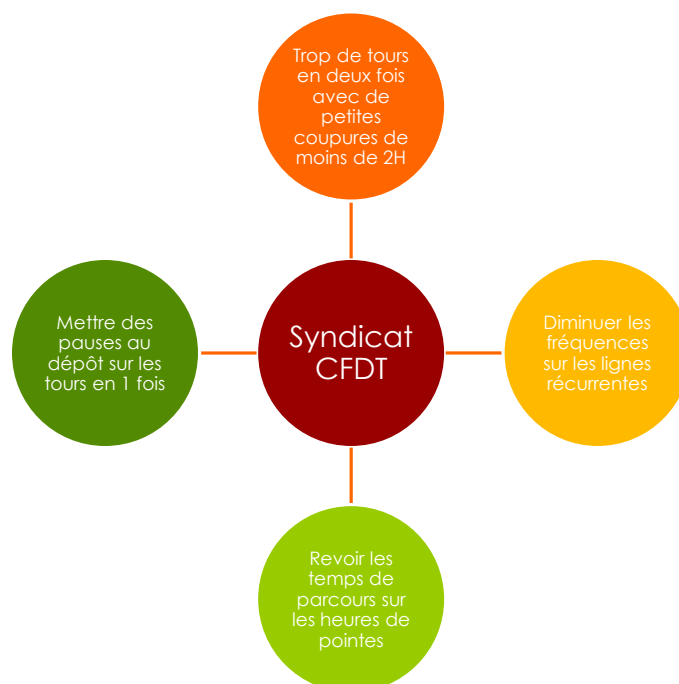 Trop de tours
en deux fois
avec de
petites
coupures de
moins de 2H
Mettre des
pauses au
dépôt sur les
tours en 1 fois
Syndicat
CFDT
Diminuer les
fréquences
sur les lignes
récurrentes
Revoir les
temps de
parcours sur
les heures de
pointes